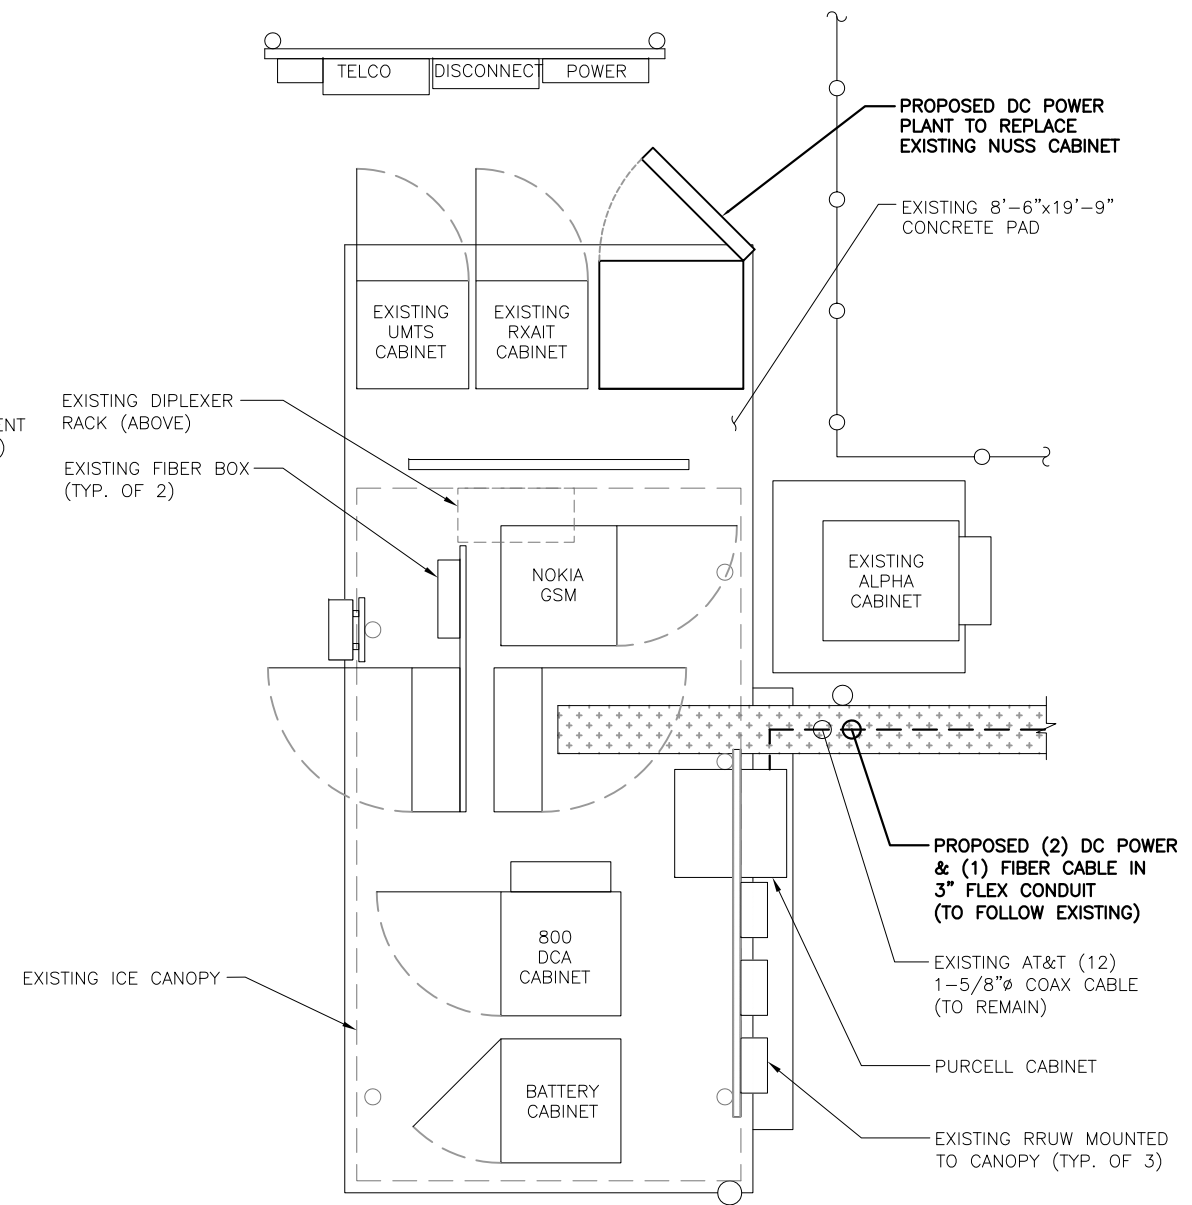 TELCO
DISCONNECT
POWER
PROPOSED DC POWER
PLANT TO REPLACE
EXISTING NUSS CABINET
EXISTING 8'-6"x19'-9"
CONCRETE PAD
EXISTING
UMTS
CABINET
EXISTING
RXAIT
CABINET
EXISTING DIPLEXER
RACK (ABOVE)
ENT
)
EXISTING FIBER BOX
(TYP. OF 2)
NOKIA
GSM
EXISTING
ALPHA
CABINET
PROPOSED (2) DC POWER
& (1) FIBER CABLE IN
3" FLEX CONDUIT
(TO FOLLOW EXISTING)
800
DCA
CABINET
EXISTING ICE CANOPY
EXISTING AT&T (12)
1-5/8"ø COAX CABLE
(TO REMAIN)
PURCELL CABINET
BATTERY
CABINET
EXISTING RRUW MOUNTED
TO CANOPY (TYP. OF 3)